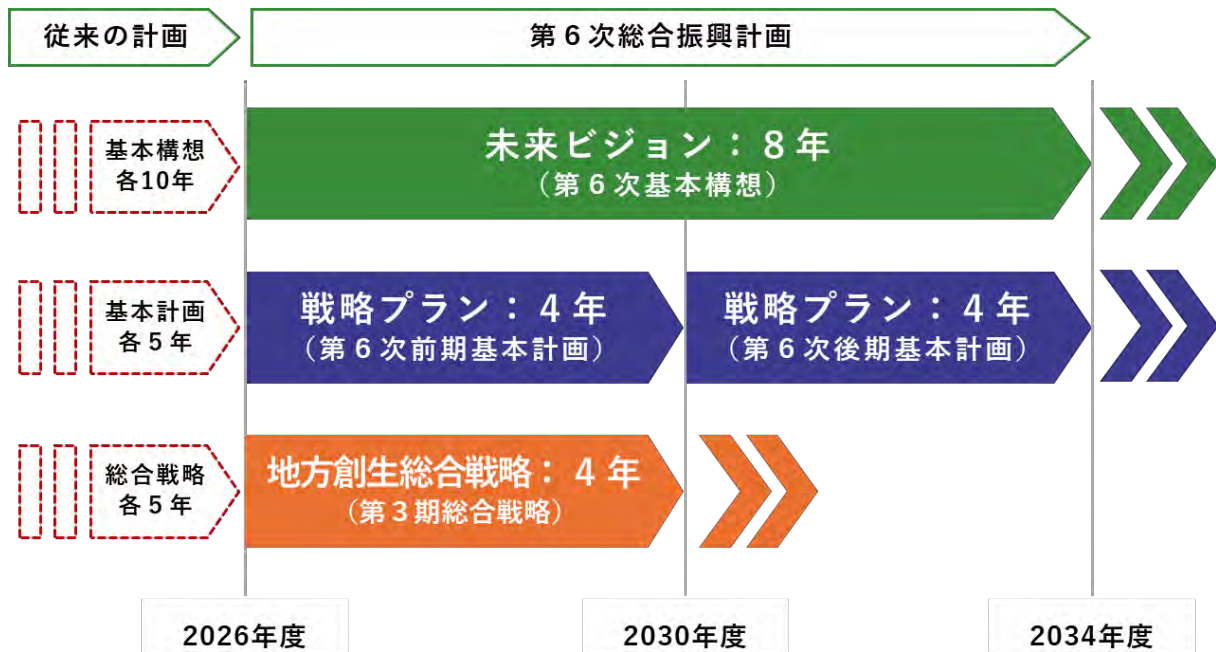 従来の計画
第６次総合振興計画
基本構想
各10年
未来ビジョン：８年
（第６次基本構想）
基本計画
各５年
戦略プラン：４年
（第６次前期基本計画）
戦略プラン：４年
（第６次後期基本計画）
総合戦略
各５年
地方創生総合戦略：４年
（第３期総合戦略）
2026年度
2030年度
2034年度